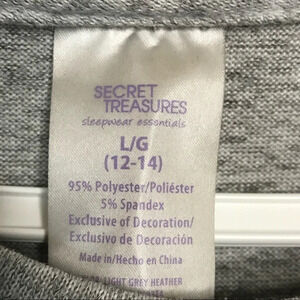 SECRET
TREASURES
sleepwear essentials
L/G
(12-14)
95% Polyester/Poliéster
5% Spandex
Exclusive of Decoration/
Exclusivo de Decoración
Made in/Hecho en China
LIGHT GREY HEATHER